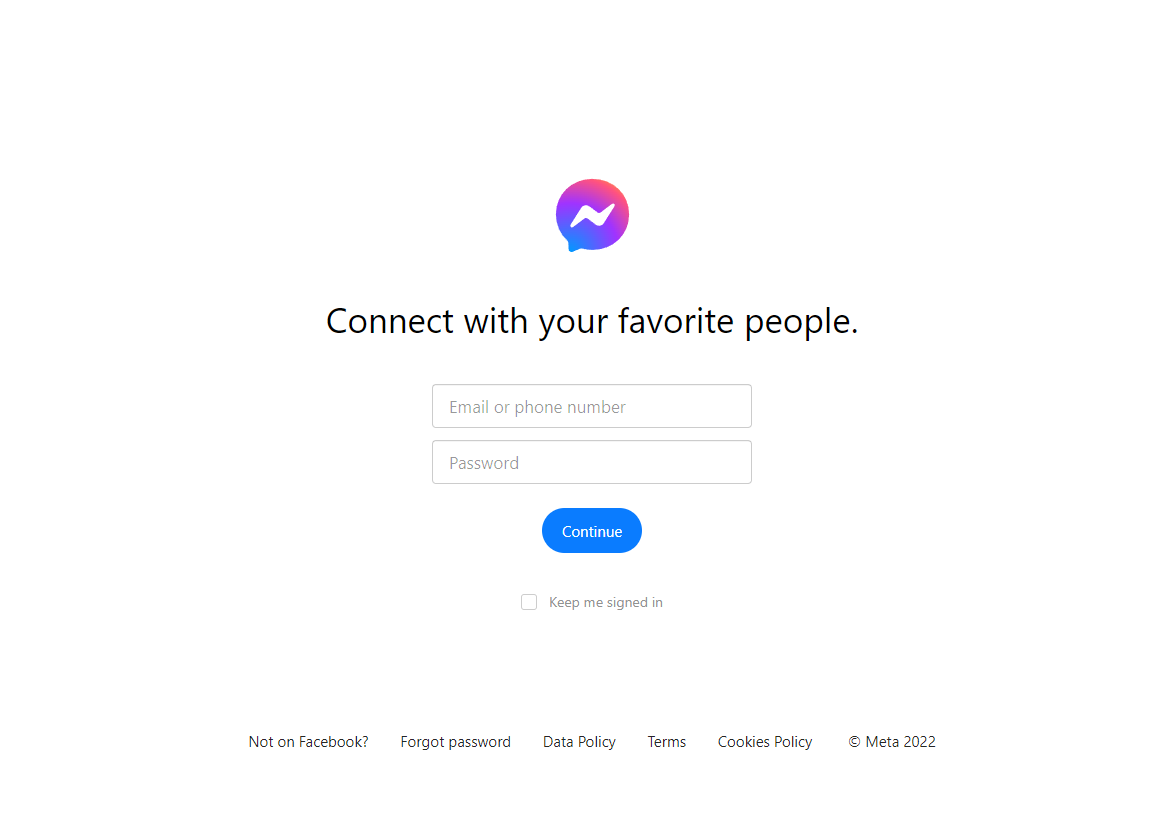 Connect with your favorite people.
Email or phone number
Password
Continue
Keep me signed in
Not on Facebook? Forgot password Data Policy Terms Cookies Policy © Meta 2022